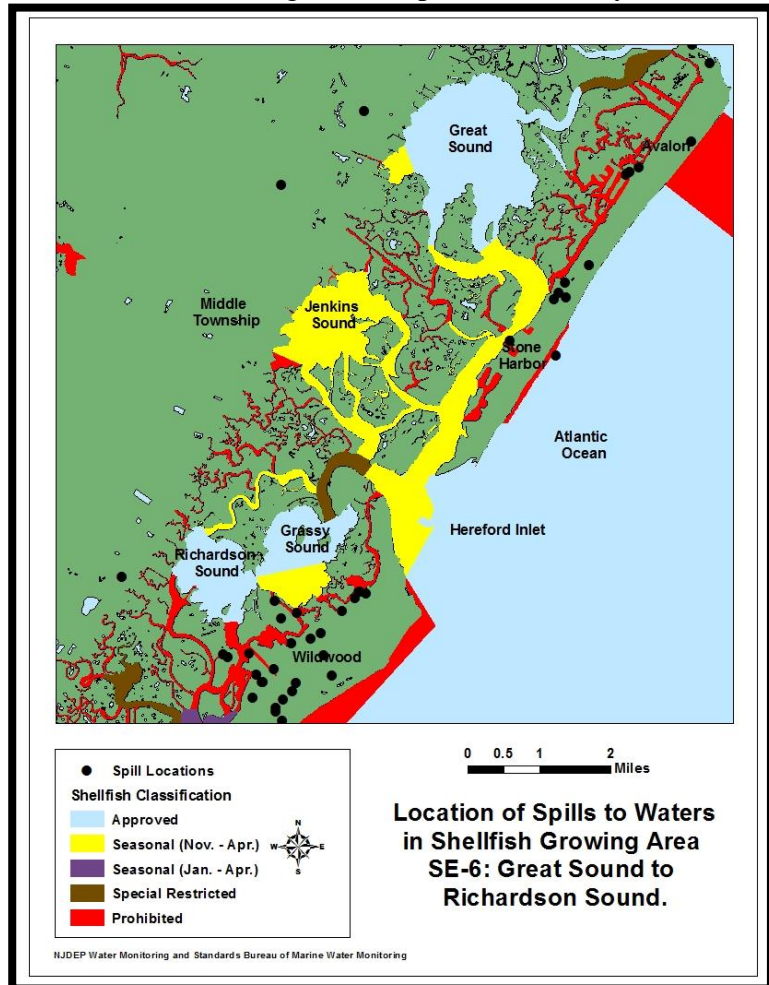 Great
Sound
Avalon
Middle
Township
Jenkins
Sound
Stone
Harbor
Atlantic
Ocean
Hereford Inlet
Grassy
Sound
Richardson
Sound
Wildwood
Spill Locations
Shellfish Classification
Approved
Seasonal (Nov. - Apr.)
Seasonal (Jan. - Apr.)
Special Restricted
Prohibited
N
W E
S
0 0.5 1 2
Miles
Location of Spills to Waters
in Shellfish Growing Area
SE-6: Great Sound to
Richardson Sound.
NJDEP Water Monitoring and Standards Bureau of Marine Water Monitoring